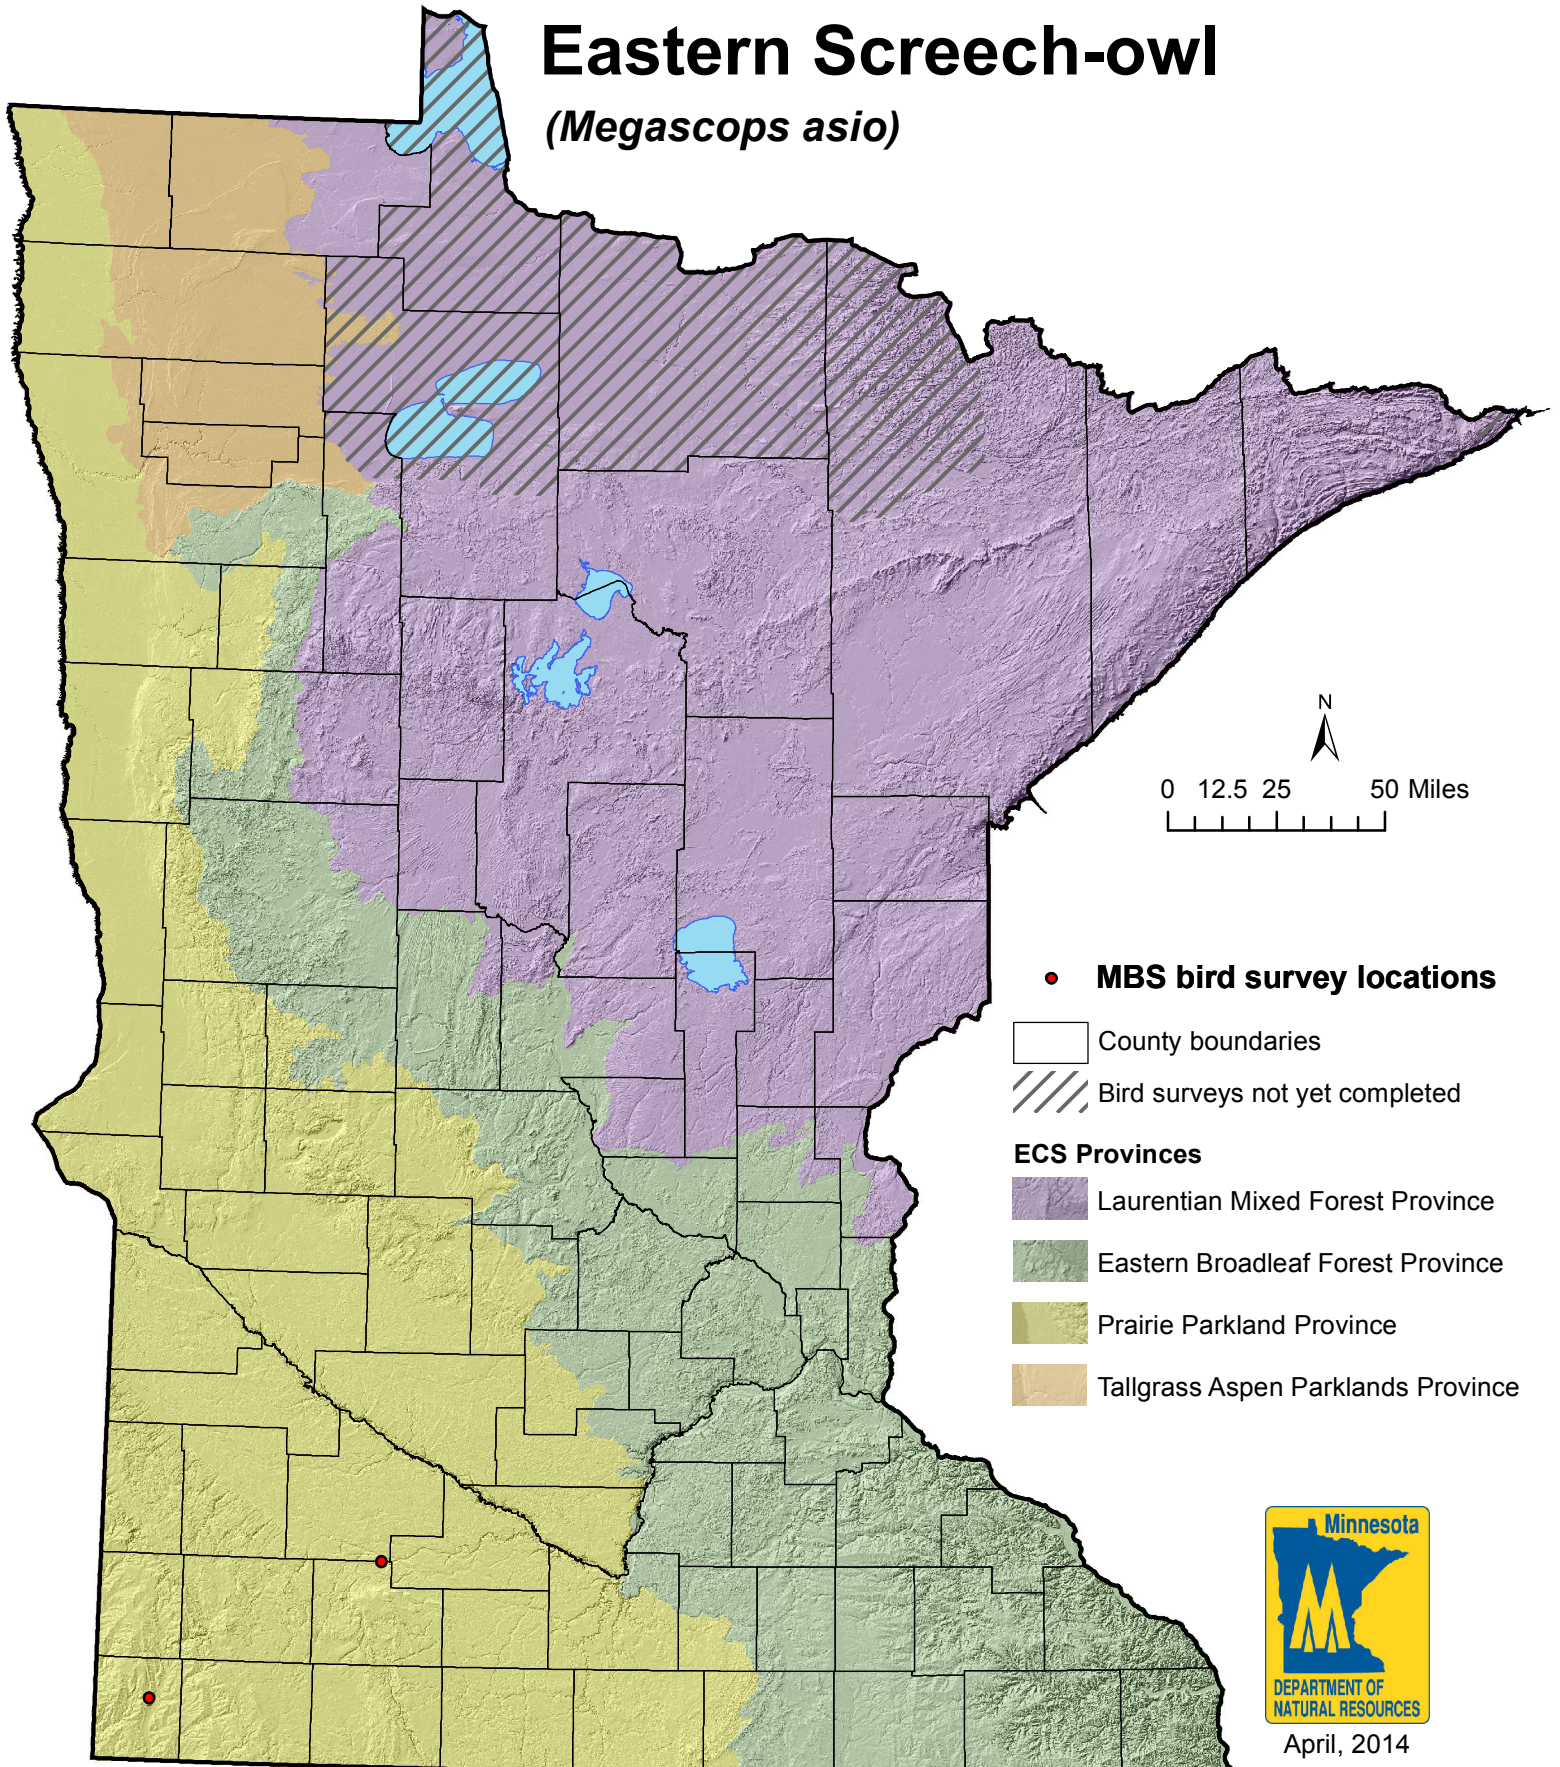 Eastern Screech-owl
(Megascops asio)
N
0 12.5 25 50 Miles
MBS bird survey locations
County boundaries
Bird surveys not yet completed
ECS Provinces
Laurentian Mixed Forest Province
Eastern Broadleaf Forest Province
Prairie Parkland Province
Tallgrass Aspen Parklands Province
Minnesota
DEPARTMENT OF
NATURAL RESOURCES
April, 2014